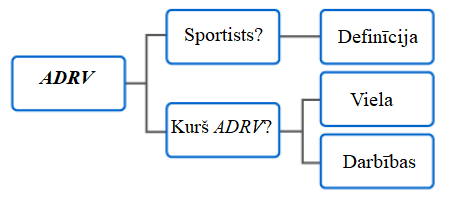 ADRV
Sportists?
Definīcija
Kurš ADRV?
Viela
Darbības